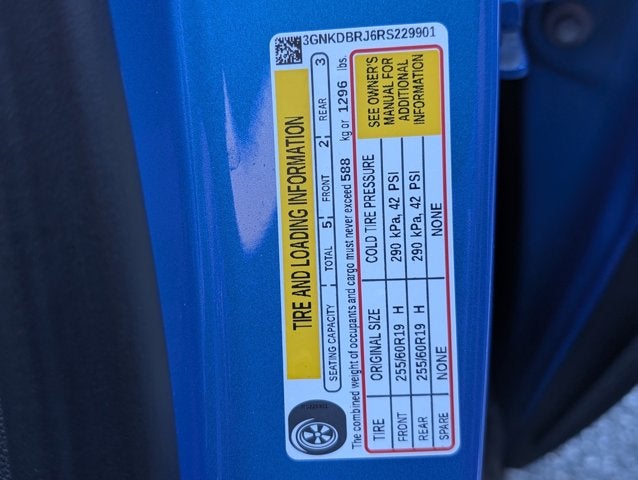 3GNKDBRJ6RS229901
TIRE AND LOADING INFORMATION
SEATING CAPACITY TOTAL 5 FRONT 2 REAR 3
The combined weight of occupants and cargo must never exceed 588 kg or 1296 lbs.
TIRE ORIGINAL SIZE COLD TIRE PRESSURE
FRONT 255/60R19 H 290 kPa, 42 PSI
REAR 255/60R19 H 290 kPa, 42 PSI
SPARE NONE NONE
SEE OWNER'S
MANUAL FOR
ADDITIONAL
INFORMATION